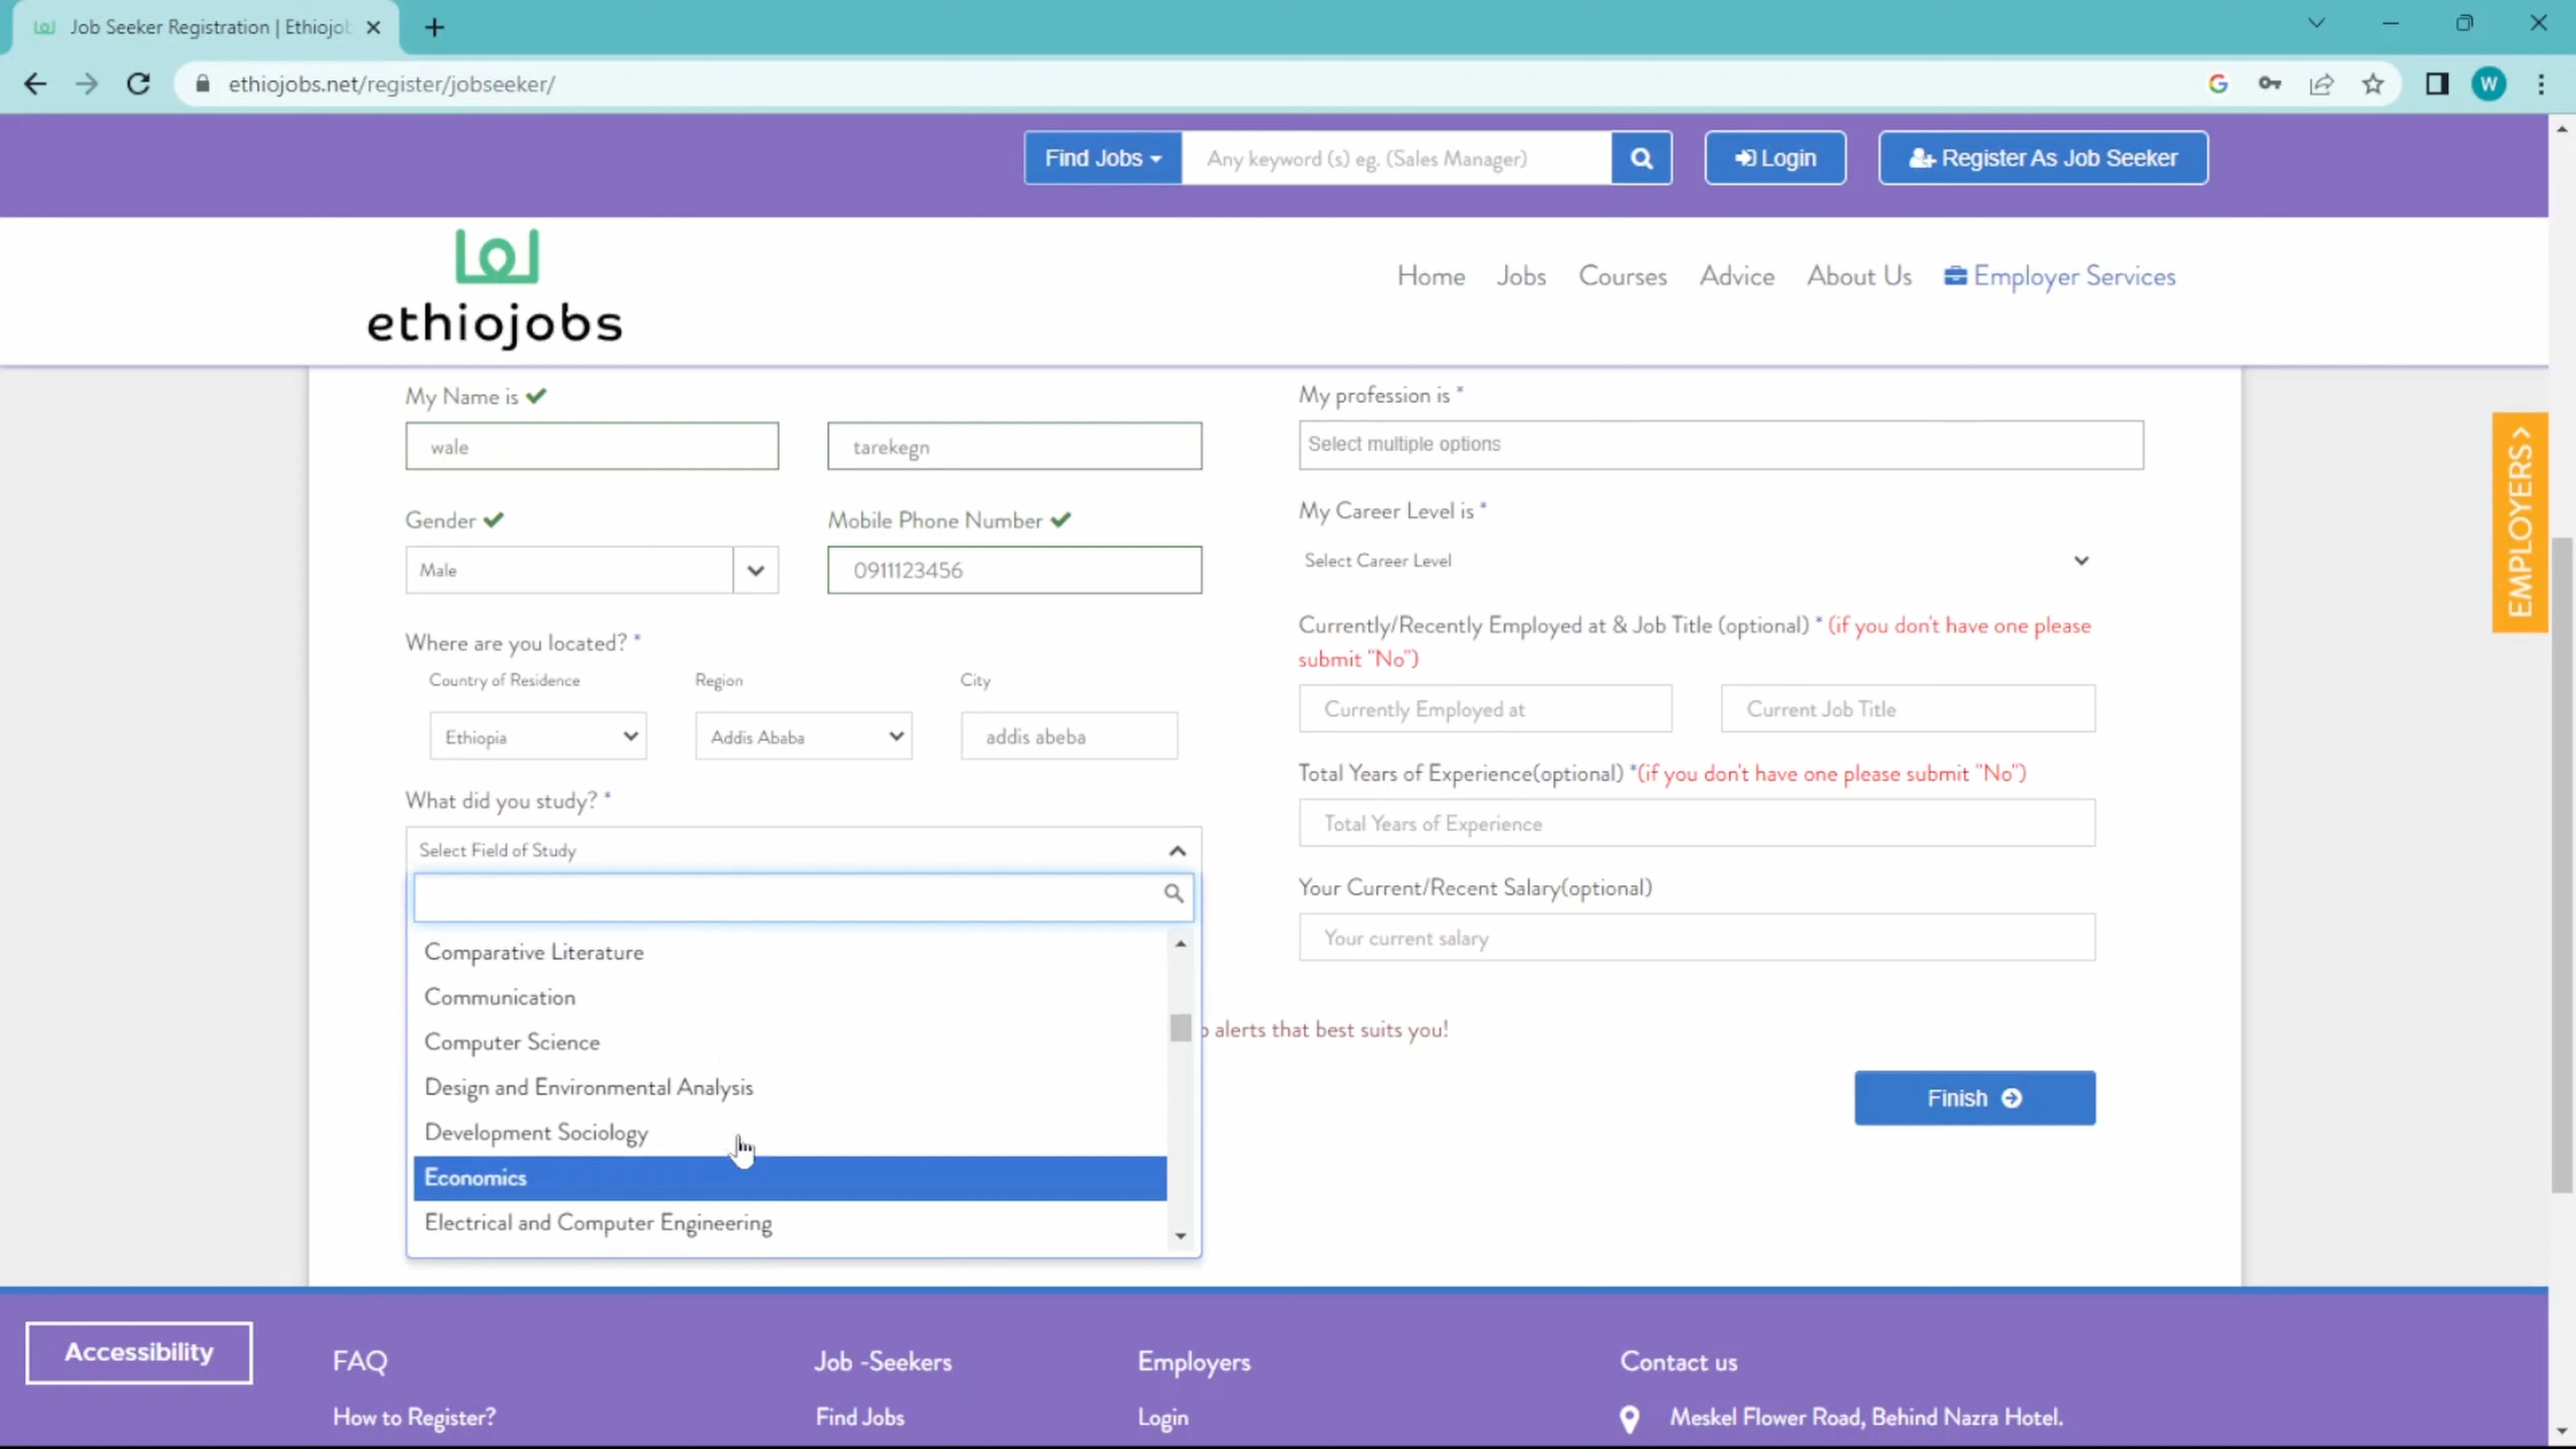 Job Seeker Registration | Ethiojob
ethiojobs.net/register/jobseeker/
W
Find Jobs
Any keyword (s) eg. (Sales Manager)
Login
Register As Job Seeker
ethiojobs
Home
Jobs
Courses
Advice
About Us
Employer Services
EMPLOYERS
My Name is
wale
tarekegn
Gender
Mobile Phone Number
Male
0911123456
Where are you located? *
Country of Residence
Region
City
Ethiopia
Addis Ababa
addis abeba
What did you study? *
Select Field of Study
Comparative Literature
Communication
Computer Science
Design and Environmental Analysis
Development Sociology
Economics
Electrical and Computer Engineering
My profession is *
Select multiple options
My Career Level is *
Select Career Level
Currently/Recently Employed at & Job Title (optional) * (if you don't have one please
submit "No")
Currently Employed at
Current Job Title
Total Years of Experience(optional) *(if you don't have one please submit "No")
Total Years of Experience
Your Current/Recent Salary(optional)
Your current salary
alerts that best suits you!
Finish
Accessibility
FAQ
How to Register?
Job -Seekers
Find Jobs
Employers
Login
Contact us
Meskel Flower Road, Behind Nazra Hotel.